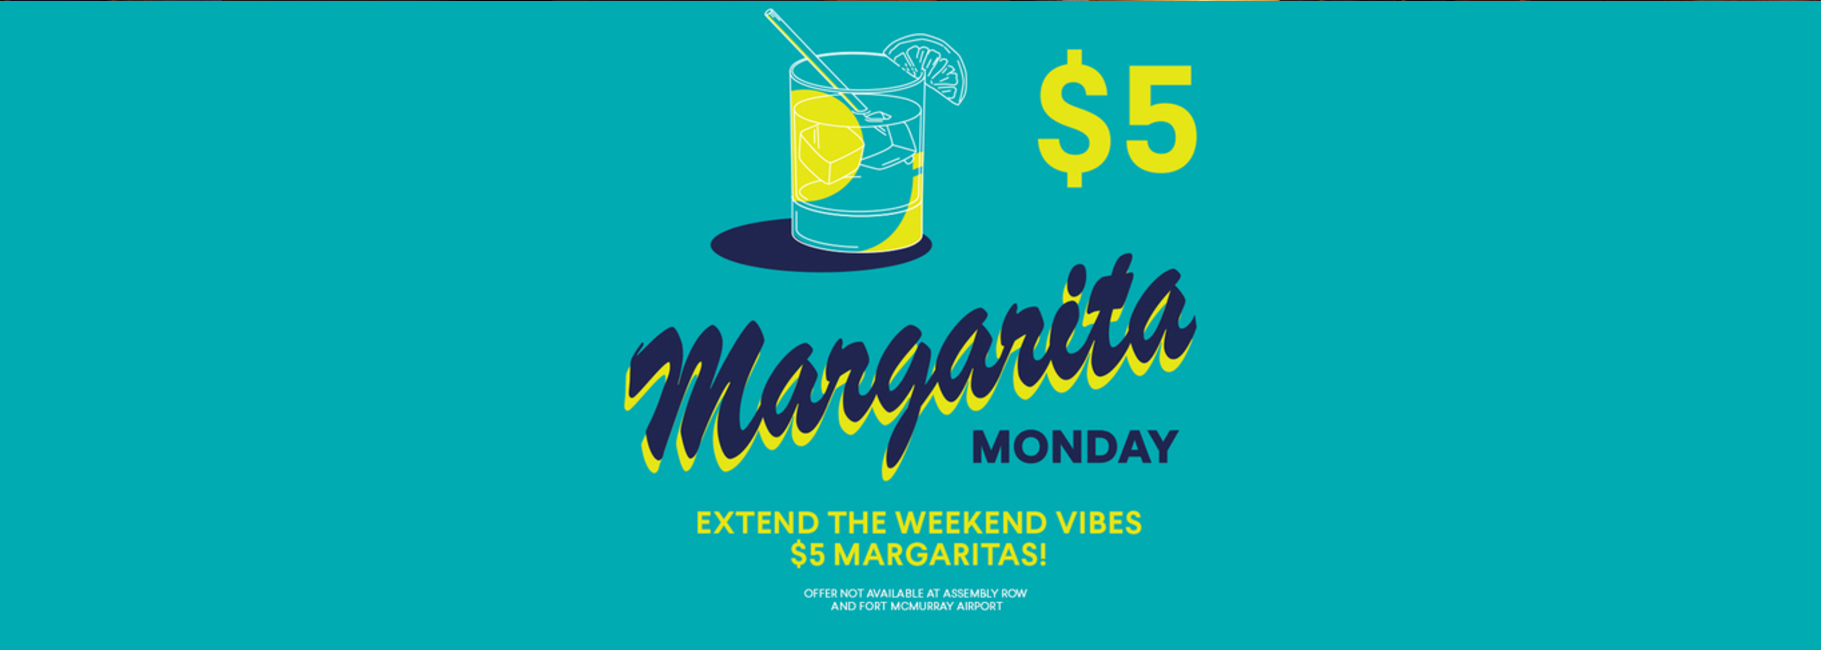 $5
Margarita
MONDAY
EXTEND THE WEEKEND VIBES
$5 MARGARITAS!
OFFER NOT AVAILABLE AT ASSEMBLY ROW
AND FORT MCMURRAY AIRPORT